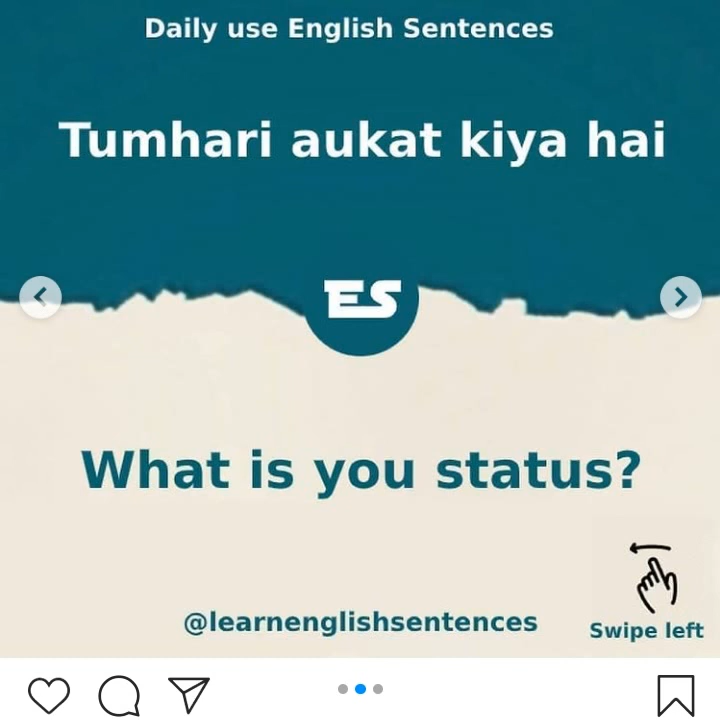 Daily use English Sentences
Tumhari aukat kiya hai
ES
What is you status?
@learnenglishsentences
Swipe left